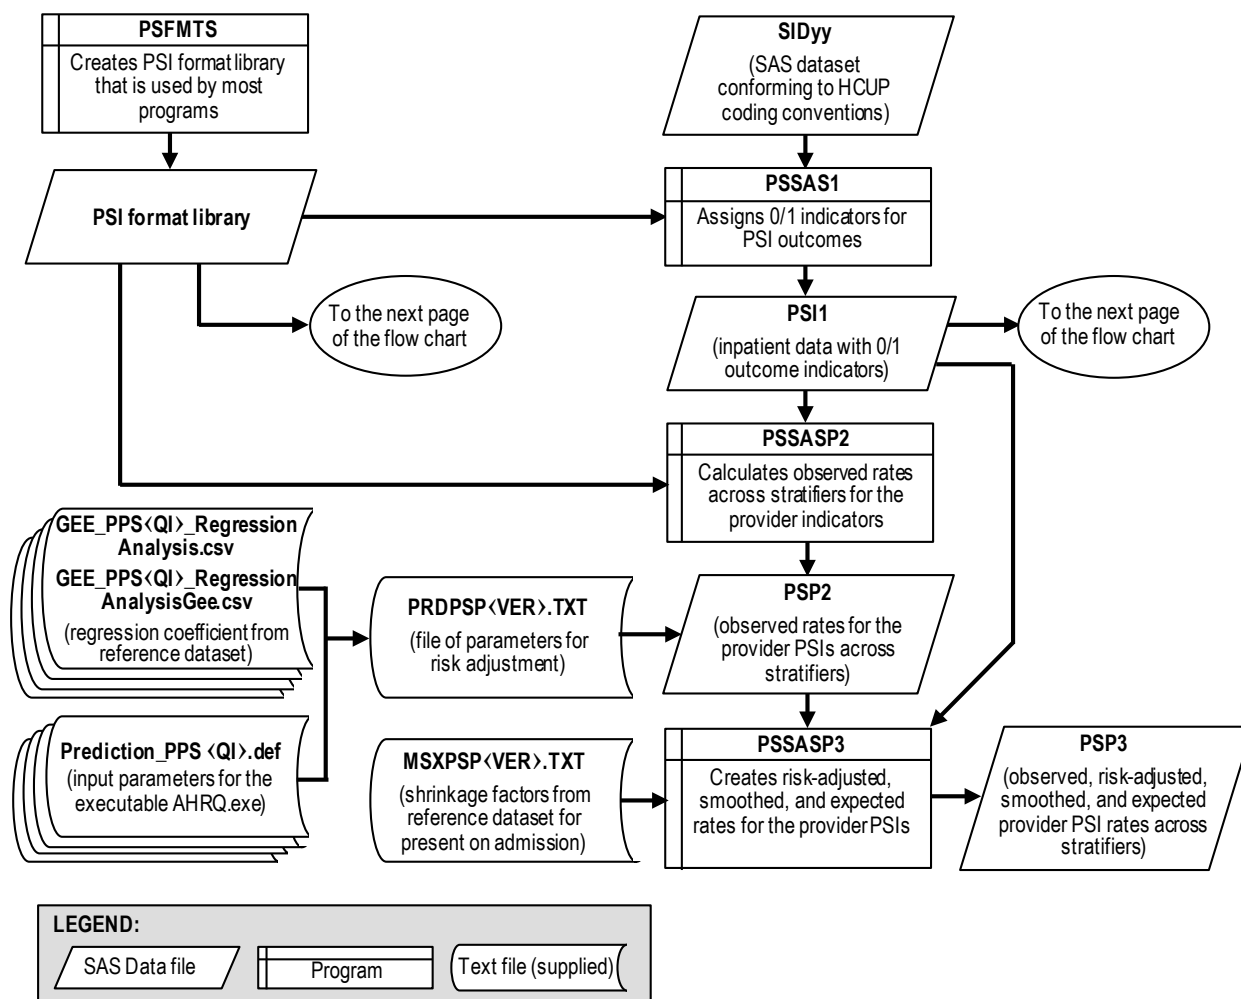 PSFMTS
Creates PSI format library
that is used by most
programs
SIDyy
(SAS dataset
conforming to HCUP
coding conventions)
PSI format library
PSSAS1
Assigns 0/1 indicators for
PSI outcomes
To the next page
of the flow chart
PSI1
(inpatient data with 0/1
outcome indicators)
To the next page
of the flow chart
PSSASP2
Calculates observed rates
across stratifiers for the
provider indicators
GEE_PPS<QI>_Regression
Analysis.csv
GEE_PPS<QI>_Regression
AnalysisGee.csv
(regression coefficient from
reference dataset)
PRDPSP<VER>.TXT
(file of parameters for
risk adjustment)
PSP2
(observed rates for the
provider PSIs across
stratifiers)
Prediction_PPS <QI>.def
(input parameters for the
executable AHRQ.exe)
MSXPSP<VER>.TXT
(shrinkage factors from
reference dataset for
present on admission)
PSSASP3
Creates risk-adjusted,
smoothed, and expected
rates for the provider PSIs
PSP3
(observed, risk-adjusted,
smoothed, and expected
provider PSI rates across
stratifiers)
LEGEND:
SAS Data file
Program
Text file (supplied)